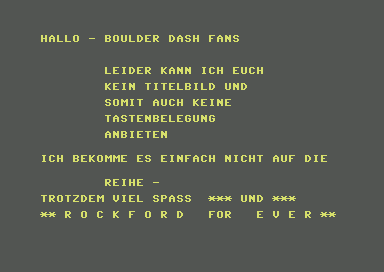 HALLO - BOULDER DASH FANS
LEIDER KANN ICH EUCH
KEIN TITELBILD UND
SOMIT AUCH KEINE
TASTENBELEGUNG
ANBIETEN
ICH BEKOMME ES EINFACH NICHT AUF DIE
REIHE -
TROTZDEM VIEL SPASS *** UND ***
** R O C K F O R D   F O R   E V E R **